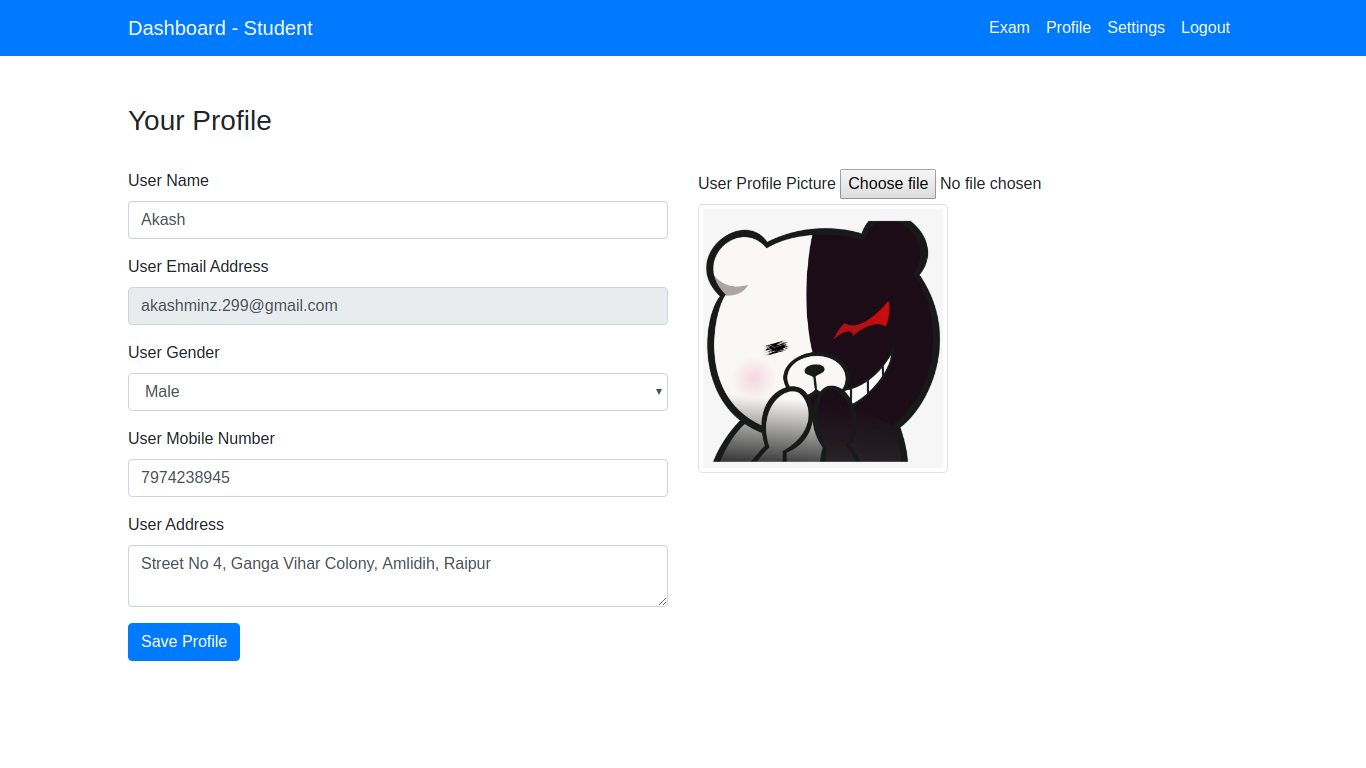 Dashboard - Student
Exam Profile Settings Logout
Your Profile
User Name
Akash
User Email Address
akashminz.299@gmail.com
User Gender
Male
User Mobile Number
7974238945
User Address
Street No 4, Ganga Vihar Colony, Amlidih, Raipur
Save Profile
User Profile Picture Choose file No file chosen